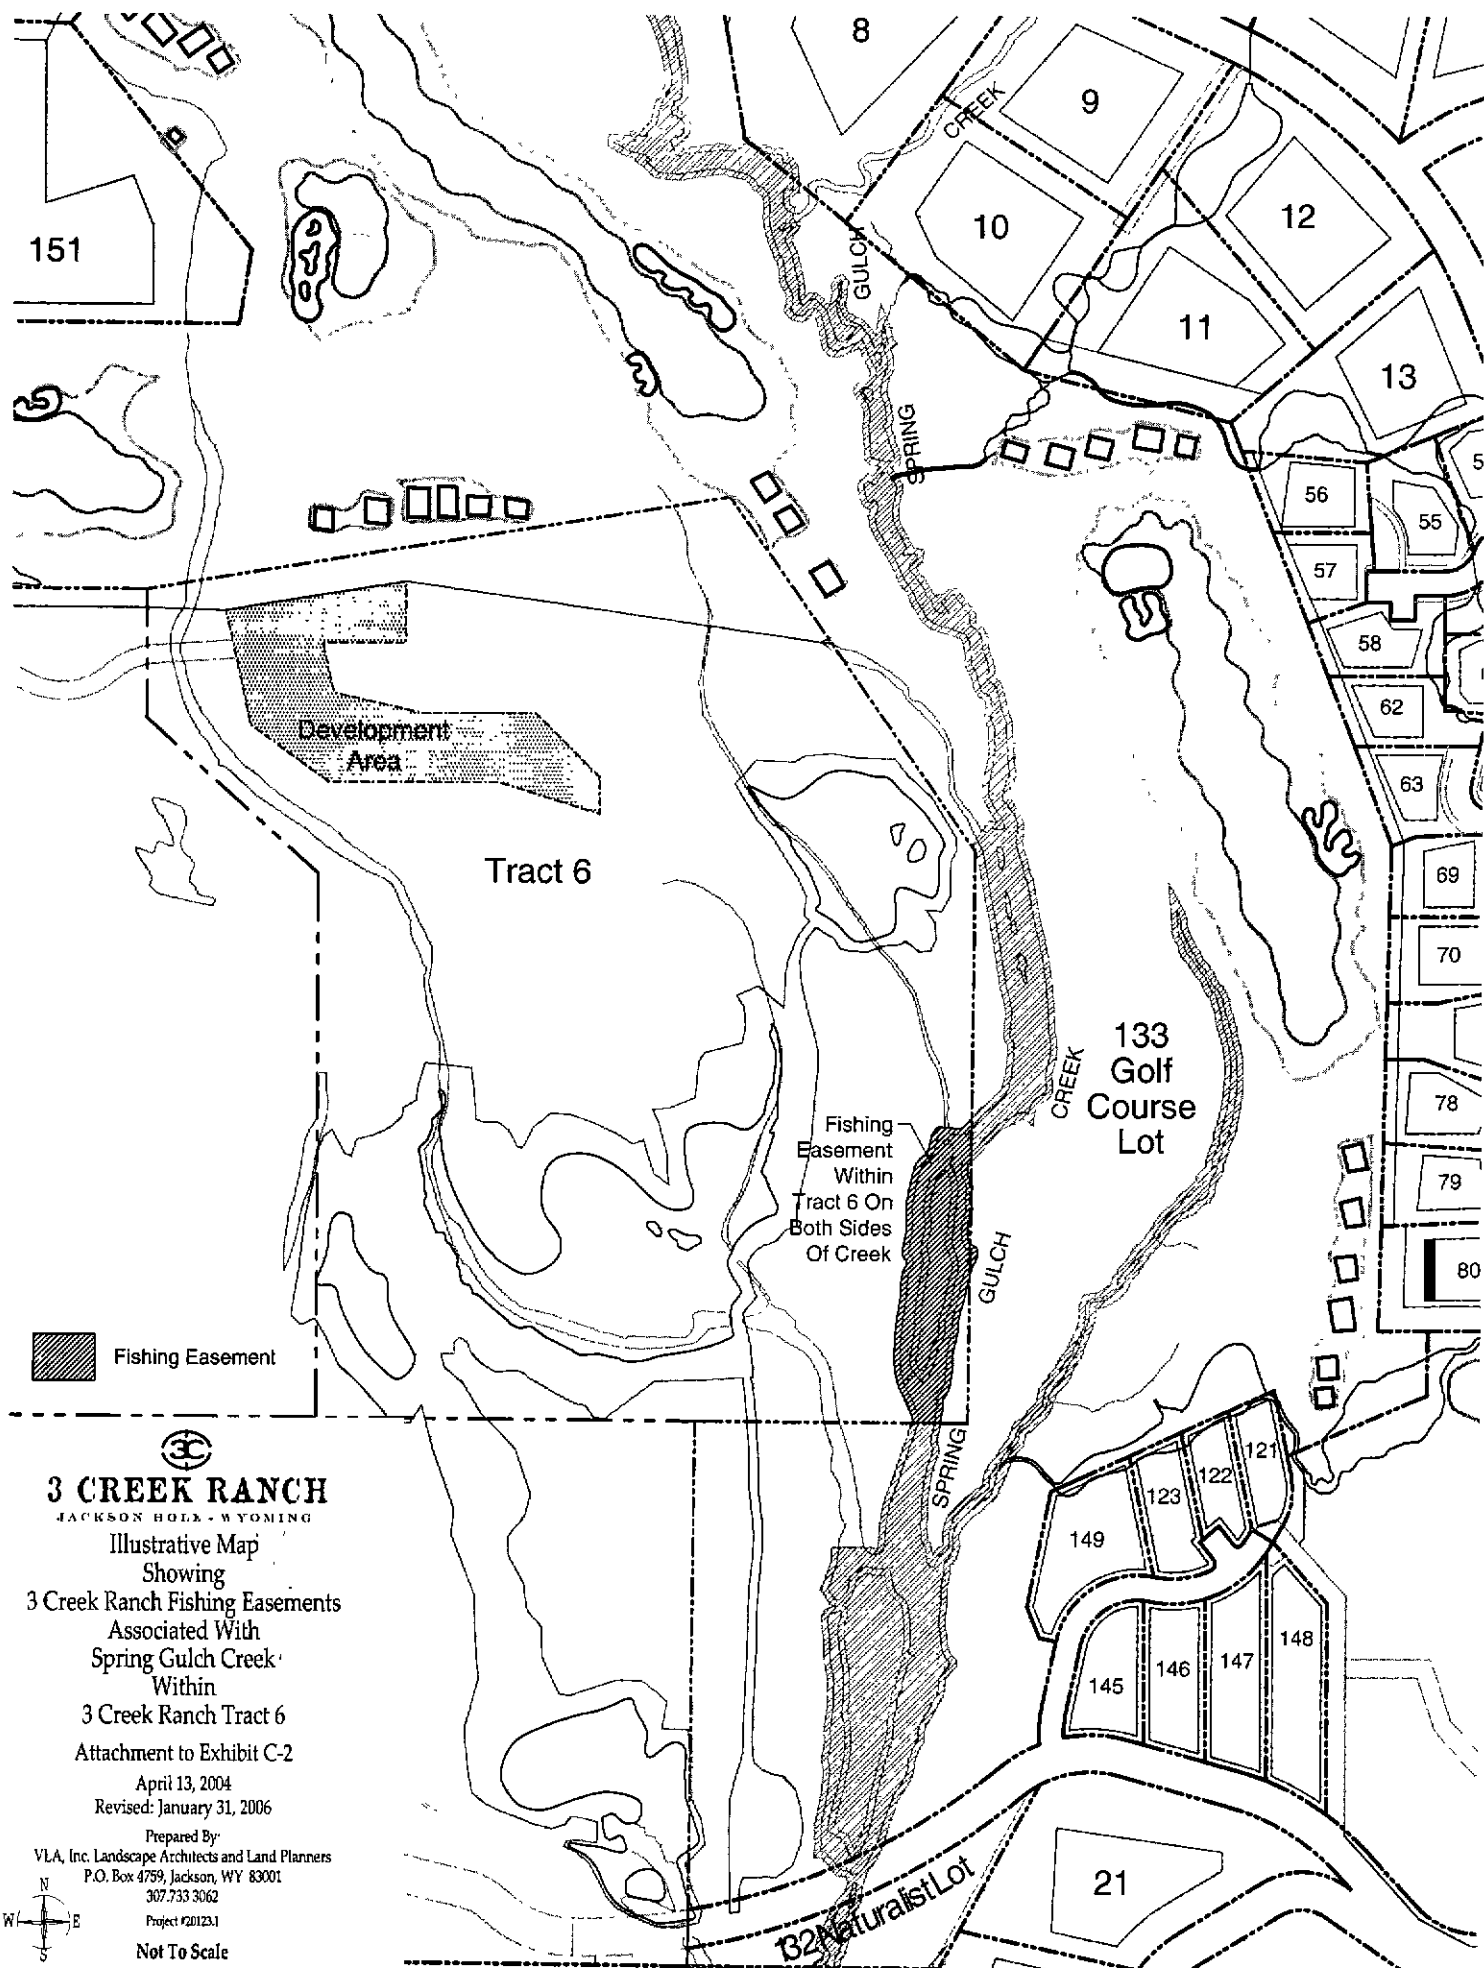 8
9
CREEK
10
12
151
GULCH
11
13
SPRING
56
55
57
58
62
63
Development
Area
Tract 6
69
70
133
Golf
Course
Lot
CREEK
78
79
80
Fishing
Easement
Within
Tract 6 On
Both Sides
Of Creek
GULCH
Fishing Easement
SPRING
121
122
123
149
145
146
147
148
3C
3 CREEK RANCH
JACKSON HOLE - WYOMING
Illustrative Map
Showing
3 Creek Ranch Fishing Easements
Associated With
Spring Gulch Creek
Within
3 Creek Ranch Tract 6
Attachment to Exhibit C-2
April 13, 2004
Revised: January 31, 2006
Prepared By:
VLA, Inc. Landscape Architects and Land Planners
P.O. Box 4759, Jackson, WY 83001
307.733 3062
Project #20123.1
Not To Scale
N
W
E
S
132 Naturalist Lot
21